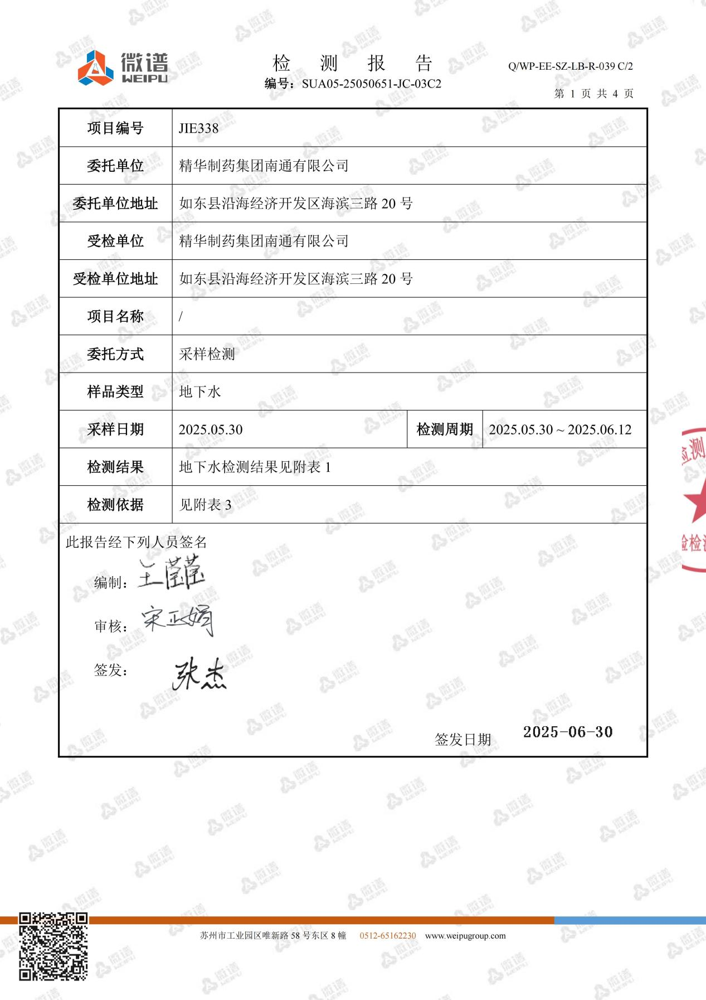 微谱
WEIPU
检 测 报 告
编号：SUA05-25050651-JC-03C2
Q/WP-EE-SZ-LB-R-039 C/2
第 1 页 共 4 页
项目编号 JIE338
委托单位 精华制药集团南通有限公司
委托单位地址 如东县沿海经济开发区海滨三路 20 号
受检单位 精华制药集团南通有限公司
受检单位地址 如东县沿海经济开发区海滨三路 20 号
项目名称 /
委托方式 采样检测
样品类型 地下水
采样日期 2025.05.30 检测周期 2025.05.30 ~ 2025.06.12
检测结果 地下水检测结果见附表 1
检测依据 见附表 3
此报告经下列人员签名
编制： 王莹莹
审核： 宋正娟
签发： 张杰
签发日期 2025-06-30
苏州市工业园区唯新路 58 号东区 8 幢 0512-65162230 www.weipugroup.com